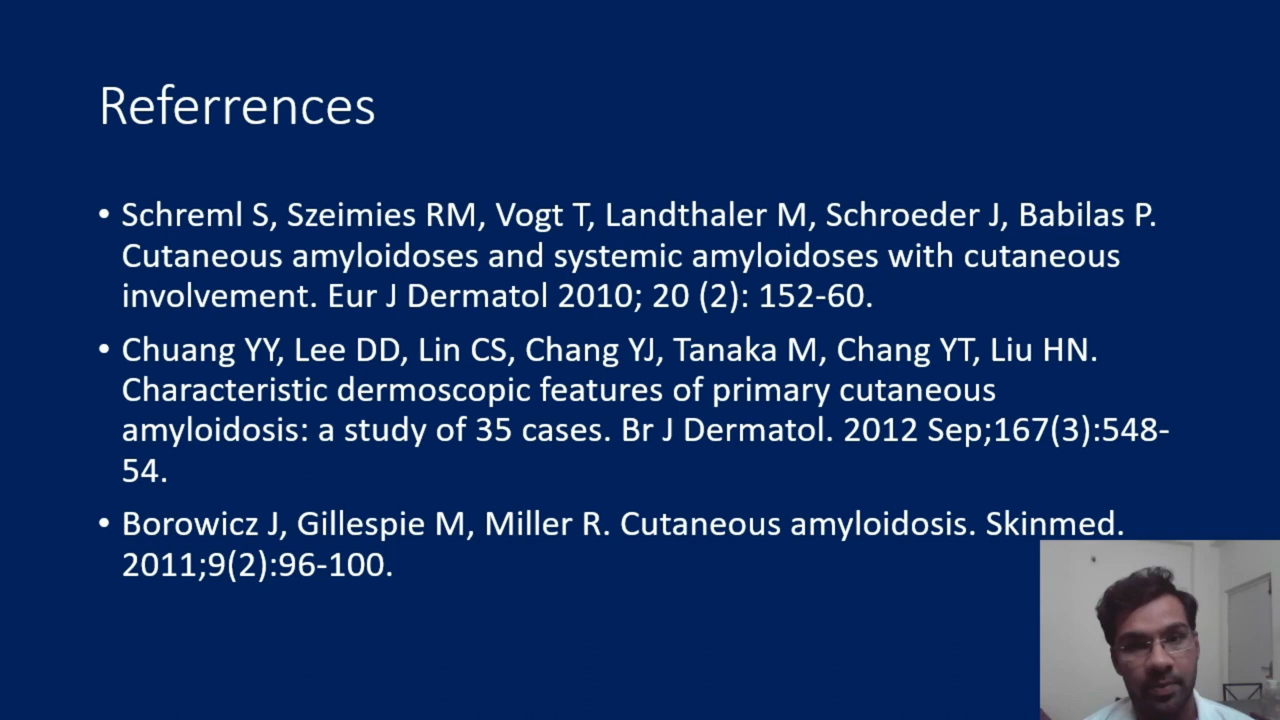 Referrences
• Schreml S, Szeimies RM, Vogt T, Landthaler M, Schroeder J, Babilas P.
Cutaneous amyloidoses and systemic amyloidoses with cutaneous
involvement. Eur J Dermatol 2010; 20 (2): 152-60.
• Chuang YY, Lee DD, Lin CS, Chang YJ, Tanaka M, Chang YT, Liu HN.
Characteristic dermoscopic features of primary cutaneous
amyloidosis: a study of 35 cases. Br J Dermatol. 2012 Sep;167(3):548-
54.
• Borowicz J, Gillespie M, Miller R. Cutaneous amyloidosis. Skinmed.
2011;9(2):96-100.